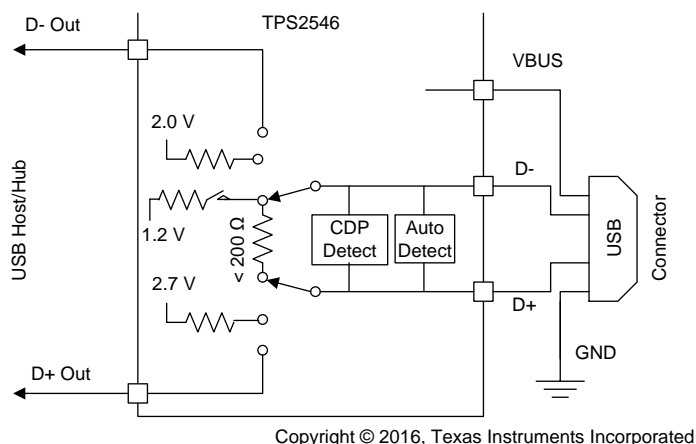 D- Out
TPS2546
VBUS
2.0 V
D-
1.2 V
< 200 Ω
CDP
Detect
Auto
Detect
USB Host/Hub
USB
Connector
2.7 V
D+
GND
D+ Out
Copyright © 2016, Texas Instruments Incorporated